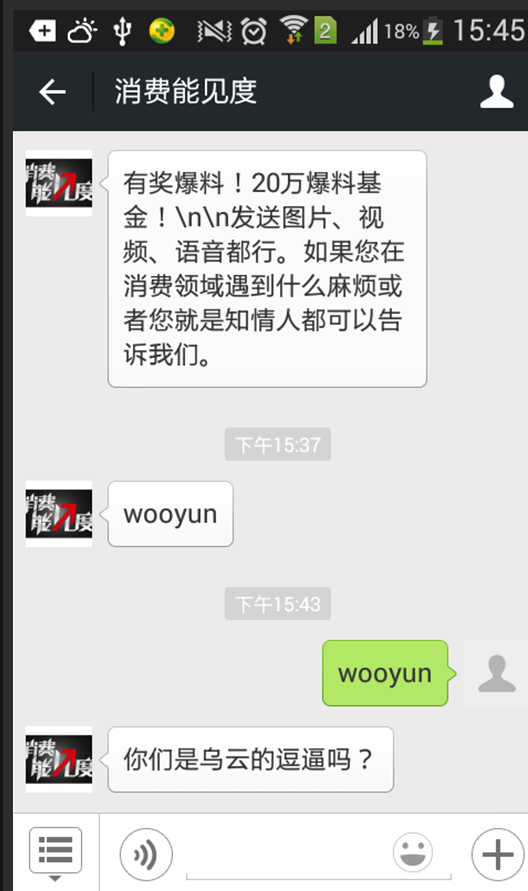 2
18%
15:45
消费能见度
有奖爆料！20万爆料基
金！\n\n发送图片、视
频、语音都行。如果您在
消费领域遇到什么麻烦或
者您就是知情人都可以告
诉我们。
消费
能见度
下午15:37
wooyun
消费
能见度
下午15:43
wooyun
你们是乌云的逗逼吗？
消费
能见度